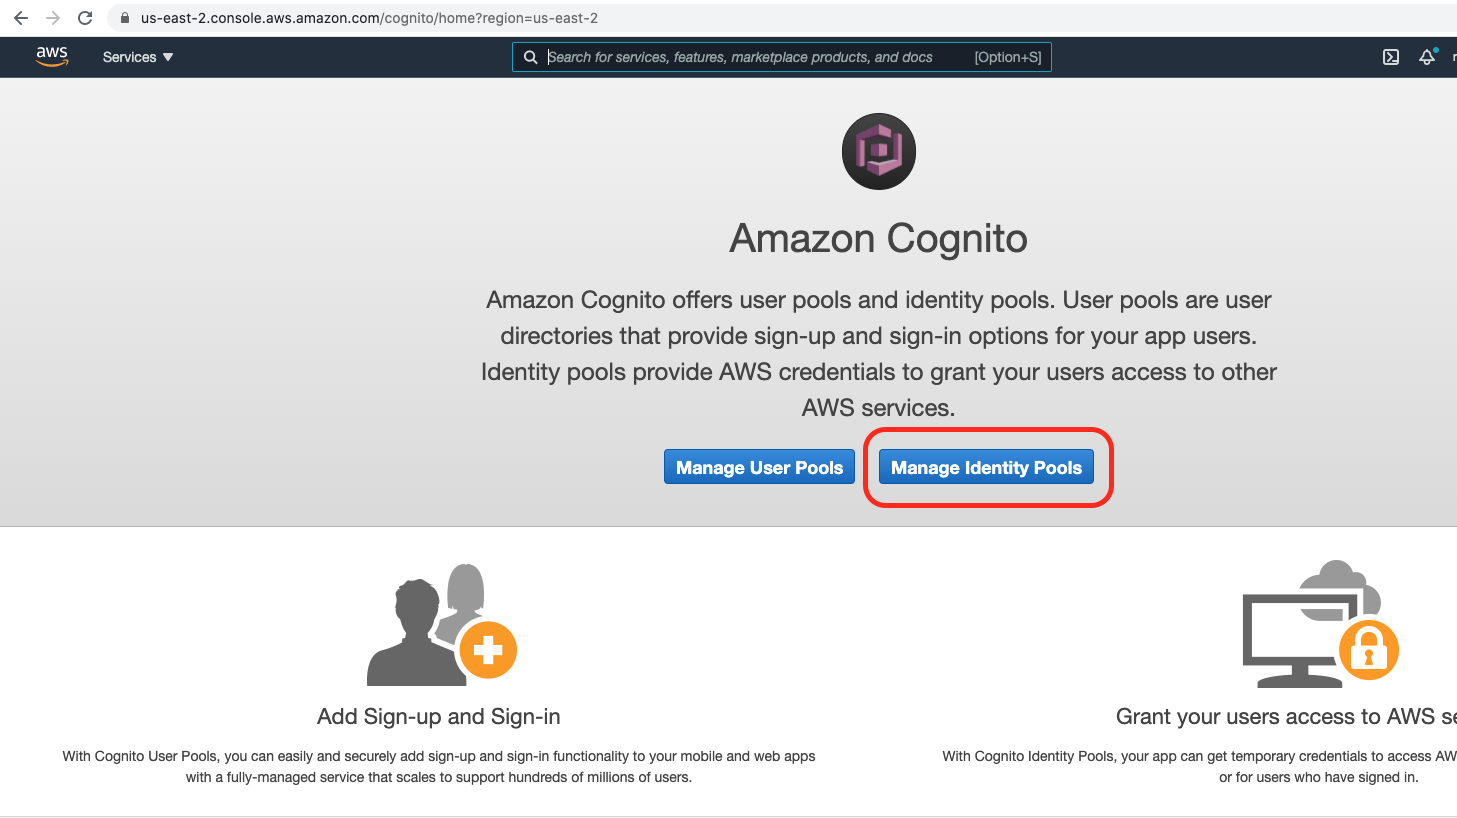 us-east-2.console.aws.amazon.com/cognito/home?region=us-east-2
aws Services Search for services, features, marketplace products, and docs [Option+S]
Amazon Cognito
Amazon Cognito offers user pools and identity pools. User pools are user
directories that provide sign-up and sign-in options for your app users.
Identity pools provide AWS credentials to grant your users access to other
AWS services.
Manage User Pools Manage Identity Pools
Add Sign-up and Sign-in
With Cognito User Pools, you can easily and securely add sign-up and sign-in functionality to your mobile and web apps
with a fully-managed service that scales to support hundreds of millions of users.
Grant your users access to AWS se
With Cognito Identity Pools, your app can get temporary credentials to access AW
or for users who have signed in.